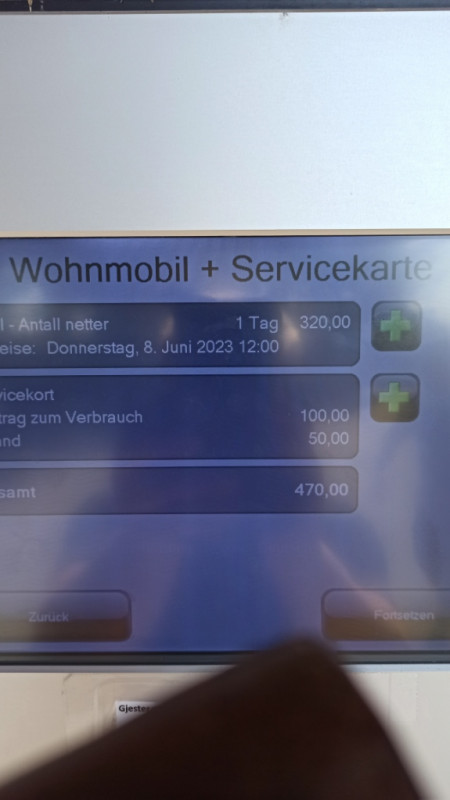 Wohnmobil + Servicekarte
l - Antall netter 1 Tag 320,00
eise: Donnerstag, 8. Juni 2023 12:00
vicekort
trag zum Verbrauch 100,00
and 50,00
samt 470,00
Zurück Fortsetzen
Gjeste